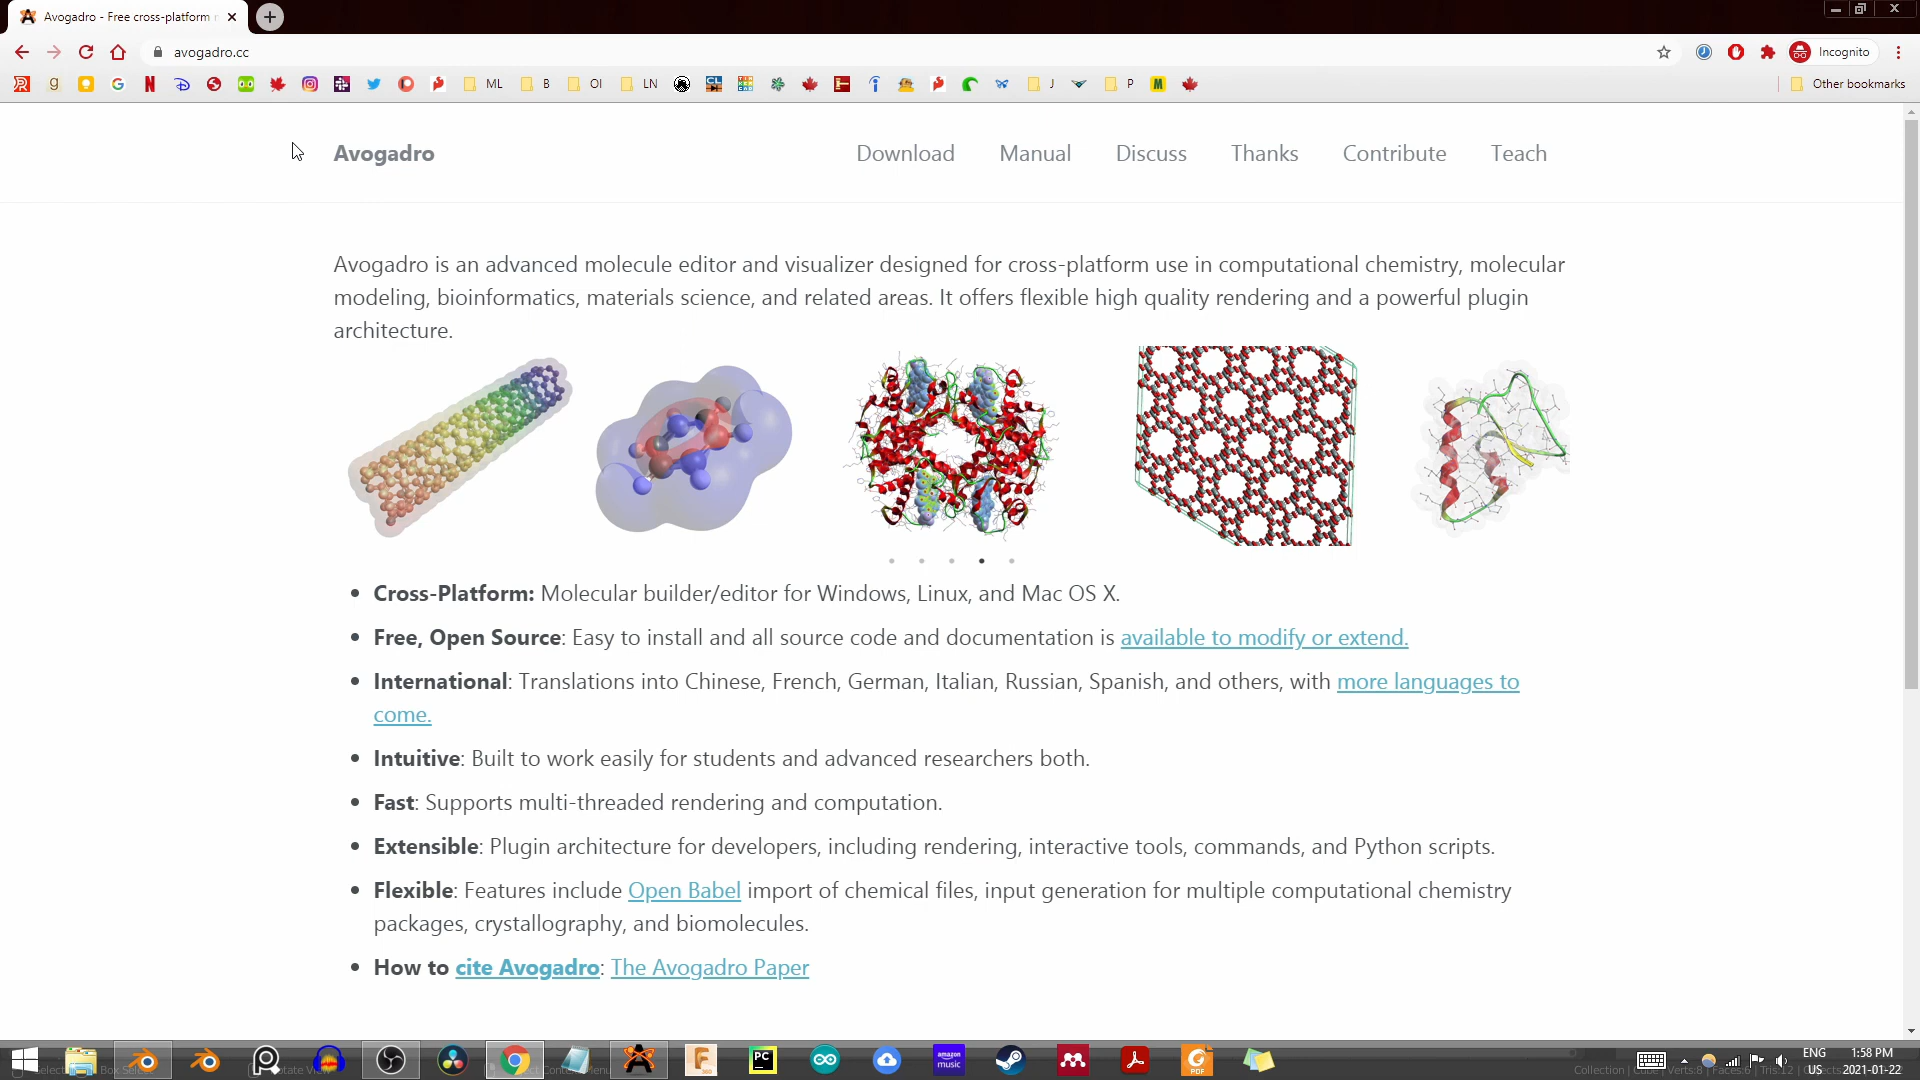 Avogadro - Free cross-platform
avogadro.cc
Incognito
ML
B
OI
LN
J
P
Other bookmarks
Avogadro
Download
Manual
Discuss
Thanks
Contribute
Teach
Avogadro is an advanced molecule editor and visualizer designed for cross-platform use in computational chemistry, molecular
modeling, bioinformatics, materials science, and related areas. It offers flexible high quality rendering and a powerful plugin
architecture.
Cross-Platform: Molecular builder/editor for Windows, Linux, and Mac OS X.
Free, Open Source: Easy to install and all source code and documentation is available to modify or extend.
International: Translations into Chinese, French, German, Italian, Russian, Spanish, and others, with more languages to
come.
Intuitive: Built to work easily for students and advanced researchers both.
Fast: Supports multi-threaded rendering and computation.
Extensible: Plugin architecture for developers, including rendering, interactive tools, commands, and Python scripts.
Flexible: Features include Open Babel import of chemical files, input generation for multiple computational chemistry
packages, crystallography, and biomolecules.
How to cite Avogadro: The Avogadro Paper
PC
amazon
music
PDF
ENG
US
1:58 PM
2021-01-22